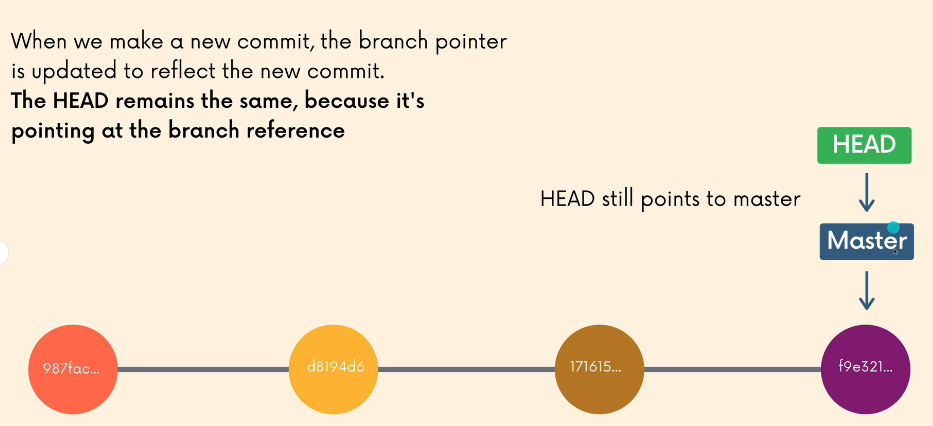 When we make a new commit, the branch pointer
is updated to reflect the new commit.
The HEAD remains the same, because it's
pointing at the branch reference
HEAD
HEAD still points to master
Master
987fac...
d8194d6
171615...
f9e321...